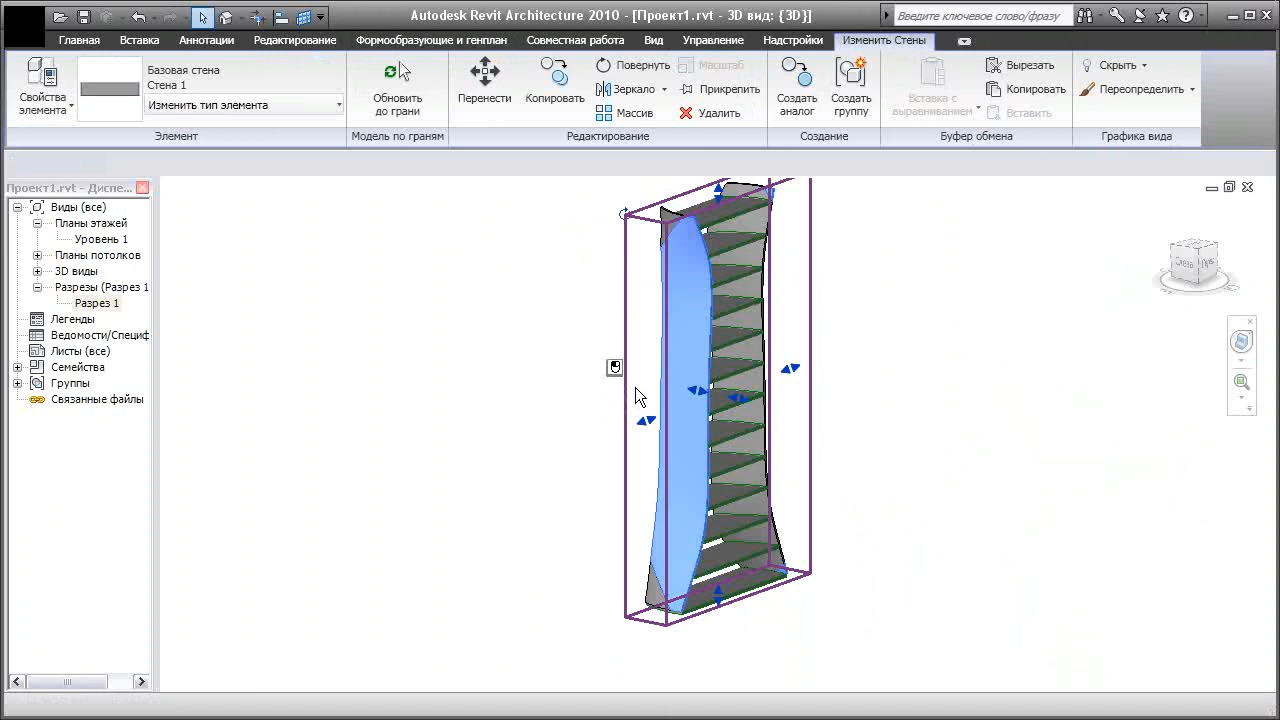 Autodesk Revit Architecture 2010 - [Проект1.rvt - 3D вид: {3D}]
Введите ключевое слово/фразу
Главная Вставка Аннотации Редактирование Формообразующие и генплан Совместная работа Вид Управление Надстройки Изменить Стены
Свойства элемента
Базовая стена
Стена 1
Изменить тип элемента
Обновить до грани
Перенести
Копировать
Повернуть
Зеркало
Массив
Масштаб
Прикрепить
Удалить
Создать аналог
Создать группу
Вставка с выравниванием
Вырезать
Копировать
Вставить
Скрыть
Переопределить
Элемент
Модель по граням
Редактирование
Создание
Буфер обмена
Графика вида
Проект1.rvt - Диспе...
Виды (все)
Планы этажей
Уровень 1
Планы потолков
3D виды
Разрезы (Разрез 1
Разрез 1
Легенды
Ведомости/Специф
Листы (все)
Семейства
Группы
Связанные файлы